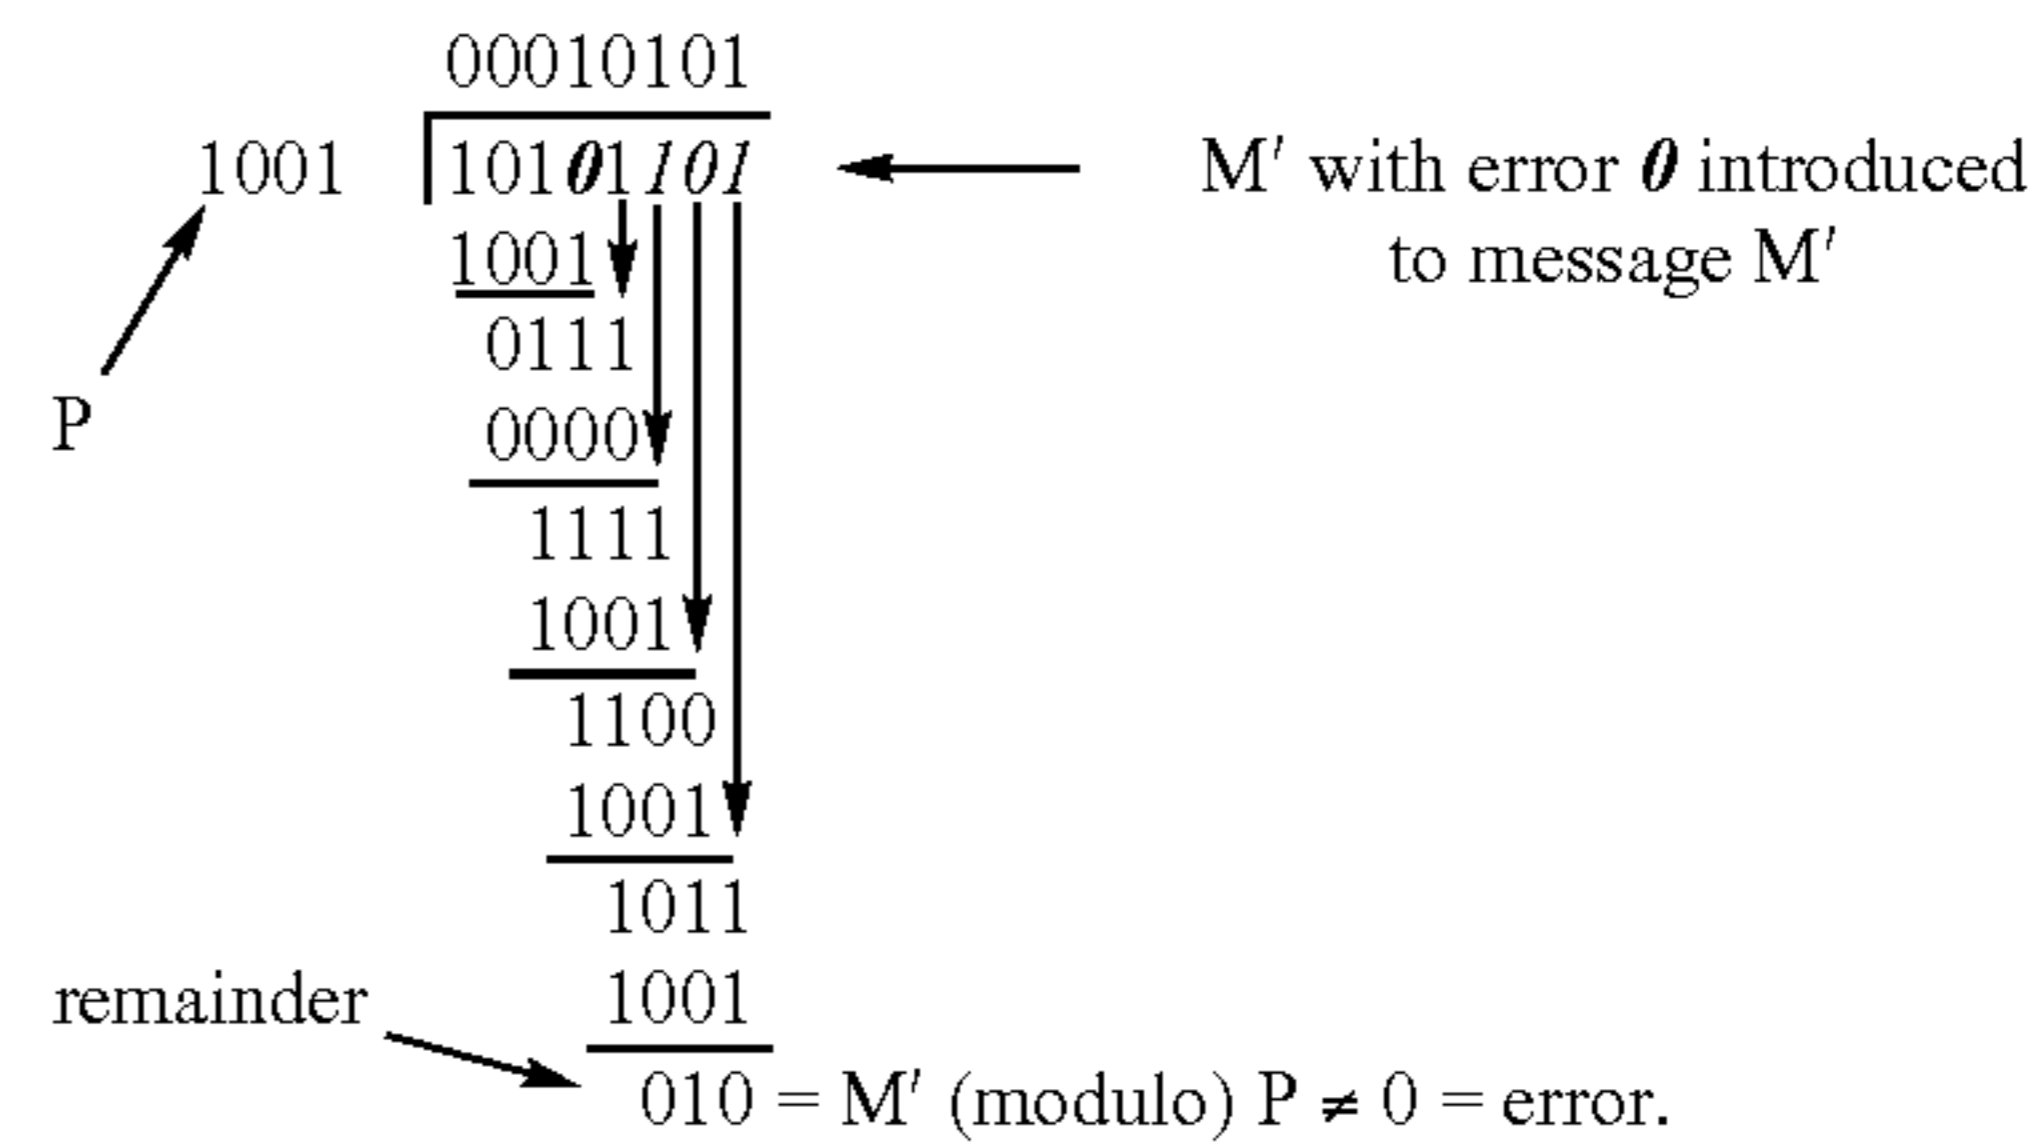 00010101
1001 10101101 M′ with error 0 introduced
1001 to message M′
0111
P 0000
1111
1001
1100
1001
1011
remainder 1001
010 = M′ (modulo) P ≠ 0 = error.